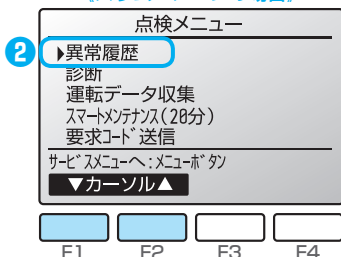 点検メニュー
❷
▶異常履歴
診断
運転データ収集
スマートメンテナンス(20分)
要求コード送信
サービスメニューへ:メニューボタン
▼カーソル▲
F1 F2 F3 F4